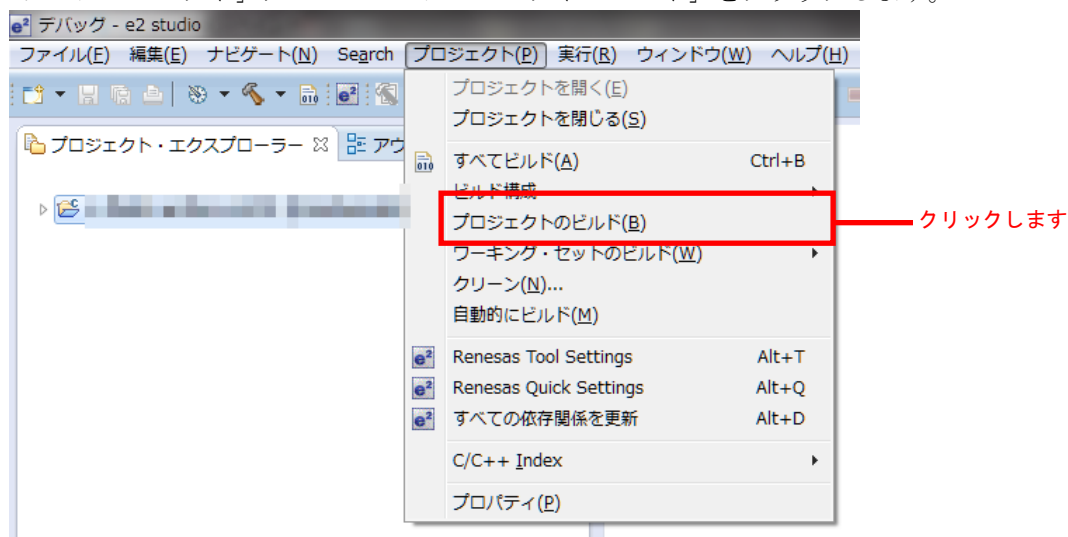 デバッグ - e2 studio
ファイル(F) 編集(E) ナビゲート(N) Search プロジェクト(P) 実行(R) ウィンドウ(W) ヘルプ(H)
プロジェクトを開く(E)
プロジェクトを閉じる(S)
プロジェクト・エクスプローラー アウ
すべてビルド(A) Ctrl+B
ビルド構成
プロジェクトのビルド(B)
クリックします
ワーキング・セットのビルド(W)
クリーン(N)...
自動的にビルド(M)
Renesas Tool Settings Alt+T
Renesas Quick Settings Alt+Q
すべての依存関係を更新 Alt+D
C/C++ Index
プロパティ(P)